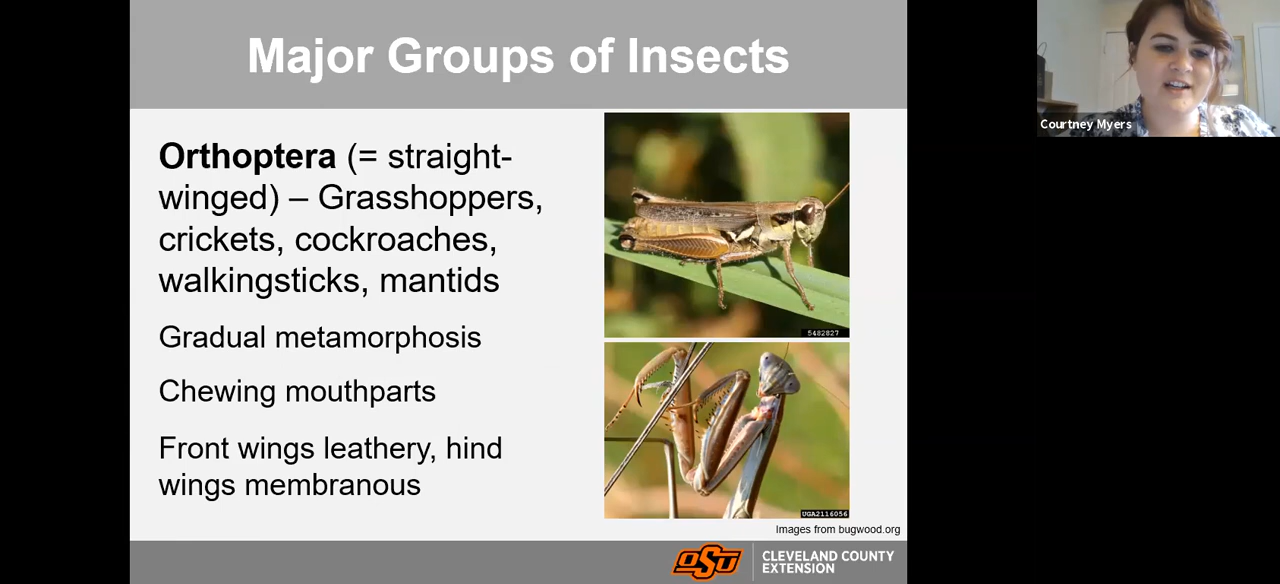 Major Groups of Insects
Courtney Myers
Orthoptera (= straight-
winged) – Grasshoppers,
crickets, cockroaches,
walkingsticks, mantids
Gradual metamorphosis
Chewing mouthparts
Front wings leathery, hind
wings membranous
5482827
UGA2116056
Images from bugwood.org
OSU
CLEVELAND COUNTY
EXTENSION